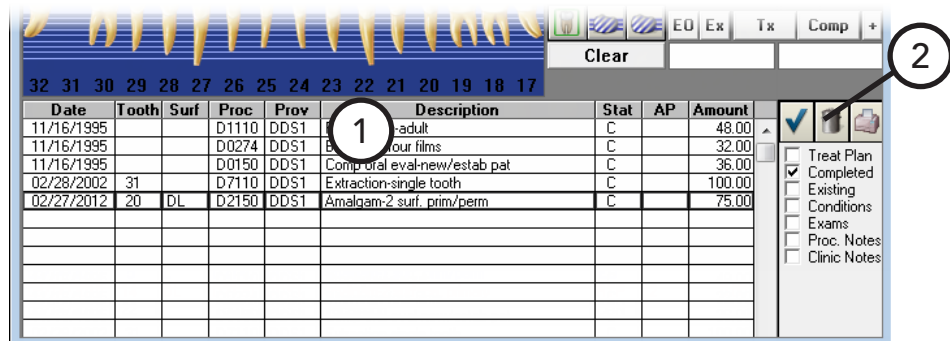 EO Ex Tx Comp +
Clear
2
32 31 30 29 28 27 26 25 24 23 22 21 20 19 18 17
Date Tooth Surf Proc Prov Description Stat AP Amount
11/16/1995 D1110 DDS1 -adult C 48.00
11/16/1995 D0274 DDS1 four films C 32.00
11/16/1995 D0150 DDS1 Comp oral eval-new/estab pat C 36.00
02/28/2002 31 D7110 DDS1 Extraction-single tooth C 100.00
02/27/2012 20 DL D2150 DDS1 Amalgam-2 surf. prim/perm C 75.00
1
Treat Plan
Completed
Existing
Conditions
Exams
Proc. Notes
Clinic Notes